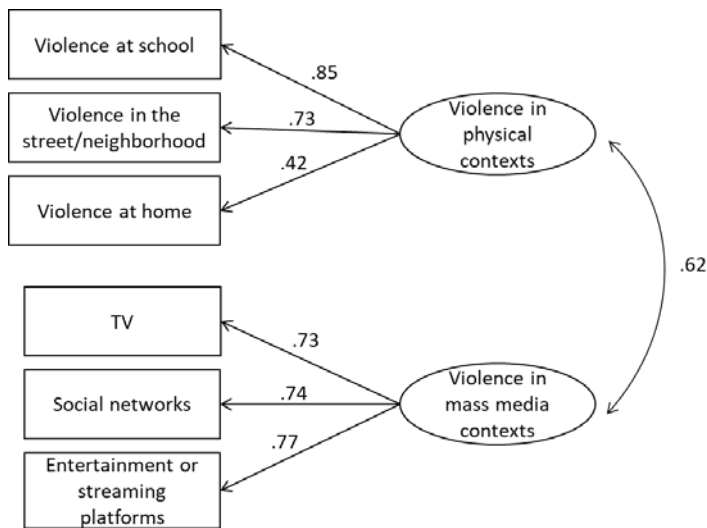 Violence at school
.85
Violence in the
street/neighborhood
.73
Violence in
physical
contexts
.42
Violence at home
.62
TV
.73
Social networks
.74
Violence in
mass media
contexts
.77
Entertainment or
streaming
platforms